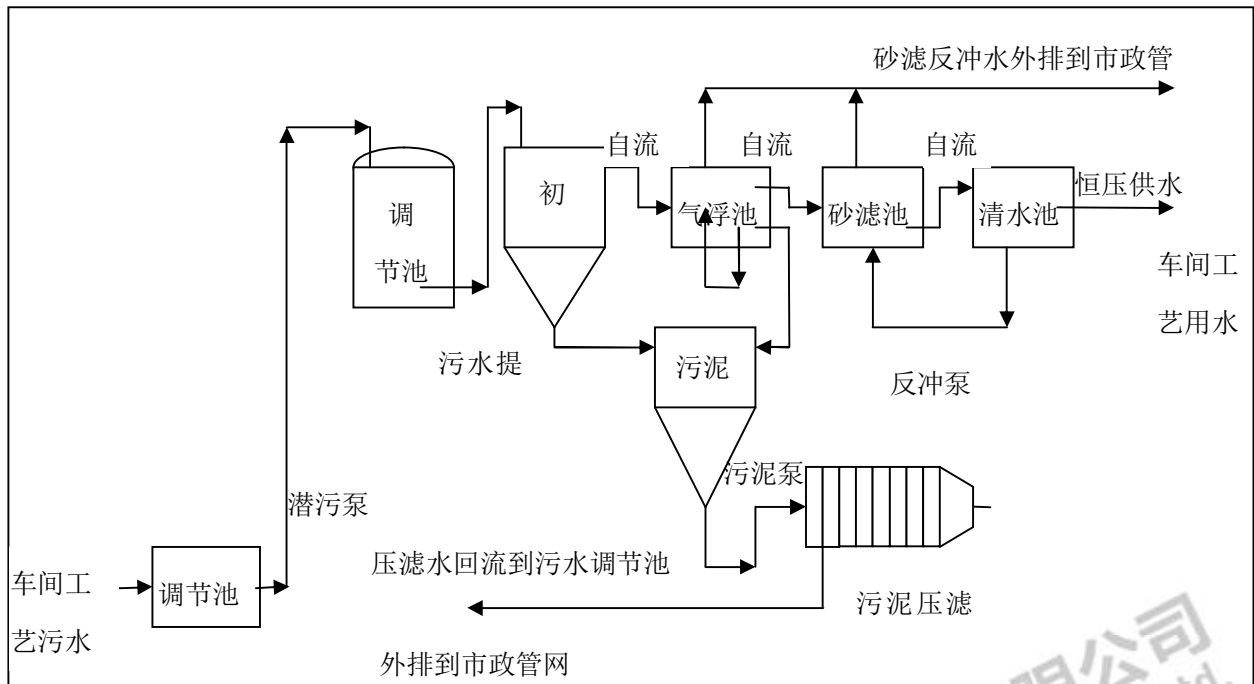 砂滤反冲水外排到市政管
自流
自流
自流
初
调
节池
气浮池
砂滤池
清水池
恒压供水
车间工
艺用水
污水提
污泥
反冲泵
潜污泵
污泥泵
压滤水回流到污水调节池
车间工
艺污水
调节池
污泥压滤
外排到市政管网
限公司
td.